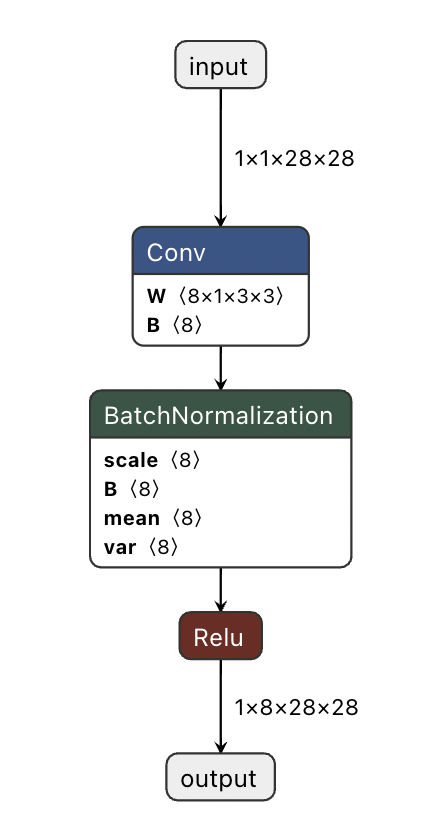 input
1×1×28×28
Conv
W 〈8×1×3×3〉
B 〈8〉
BatchNormalization
scale 〈8〉
B 〈8〉
mean 〈8〉
var 〈8〉
Relu
1×8×28×28
output